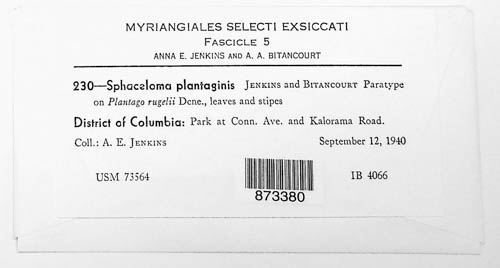 MYRIANGIALES SELECTI EXSICCATI
FASCICLE 5
ANNA E. JENKINS AND A. A. BITANCOURT
230—Sphaceloma plantaginis JENKINS and BITANCOURT Paratype
on Plantago rugelii Dcne., leaves and stipes
District of Columbia: Park at Conn. Ave. and Kalorama Road.
Coll.: A. E. JENKINS September 12, 1940
USM 73564 IB 4066
873380